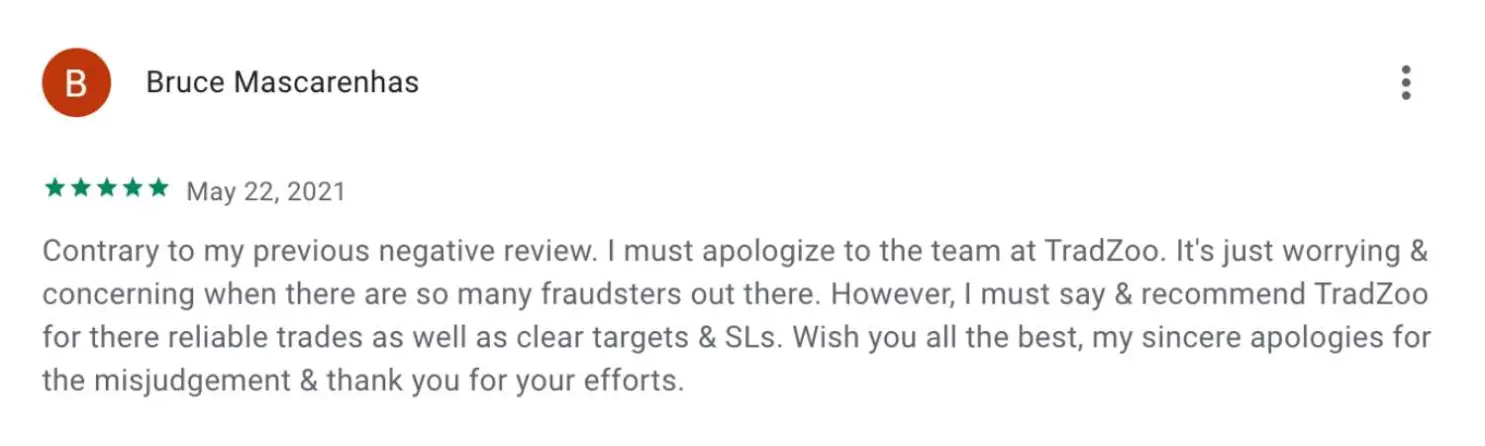 B
Bruce Mascarenhas
May 22, 2021
Contrary to my previous negative review. I must apologize to the team at TradZoo. It's just worrying &
concerning when there are so many fraudsters out there. However, I must say & recommend TradZoo
for there reliable trades as well as clear targets & SLs. Wish you all the best, my sincere apologies for
the misjudgement & thank you for your efforts.